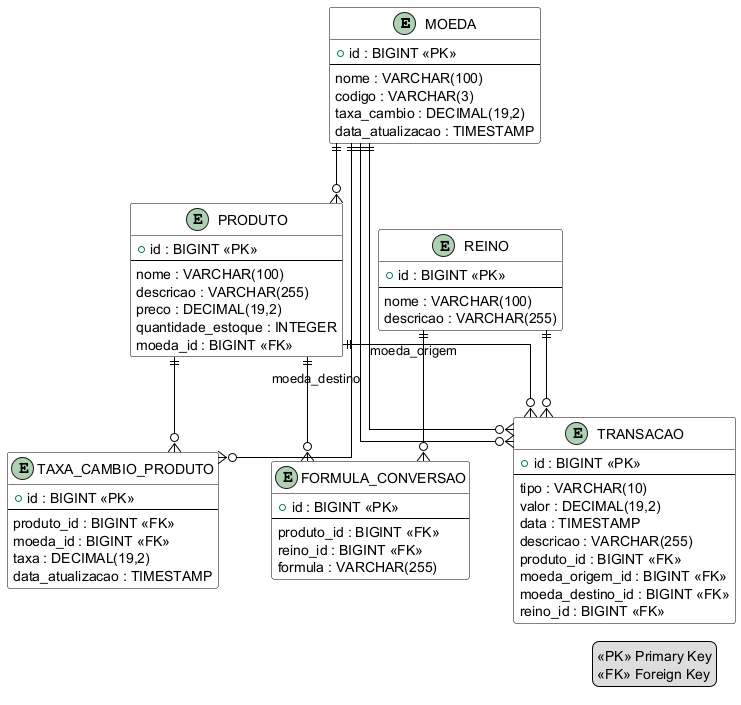 E MOEDA
id : BIGINT «PK»
nome : VARCHAR(100)
codigo : VARCHAR(3)
taxa_cambio : DECIMAL(19,2)
data_atualizacao : TIMESTAMP
E PRODUTO
id : BIGINT «PK»
nome : VARCHAR(100)
descricao : VARCHAR(255)
preco : DECIMAL(19,2)
quantidade_estoque : INTEGER
moeda_id : BIGINT «FK»
E REINO
id : BIGINT «PK»
nome : VARCHAR(100)
descricao : VARCHAR(255)
moeda_origem
moeda_destino
E TAXA_CAMBIO_PRODUTO
id : BIGINT «PK»
produto_id : BIGINT «FK»
moeda_id : BIGINT «FK»
taxa : DECIMAL(19,2)
data_atualizacao : TIMESTAMP
E FORMULA_CONVERSAO
id : BIGINT «PK»
produto_id : BIGINT «FK»
reino_id : BIGINT «FK»
formula : VARCHAR(255)
E TRANSACAO
id : BIGINT «PK»
tipo : VARCHAR(10)
valor : DECIMAL(19,2)
data : TIMESTAMP
descricao : VARCHAR(255)
produto_id : BIGINT «FK»
moeda_origem_id : BIGINT «FK»
moeda_destino_id : BIGINT «FK»
reino_id : BIGINT «FK»
«PK» Primary Key
«FK» Foreign Key